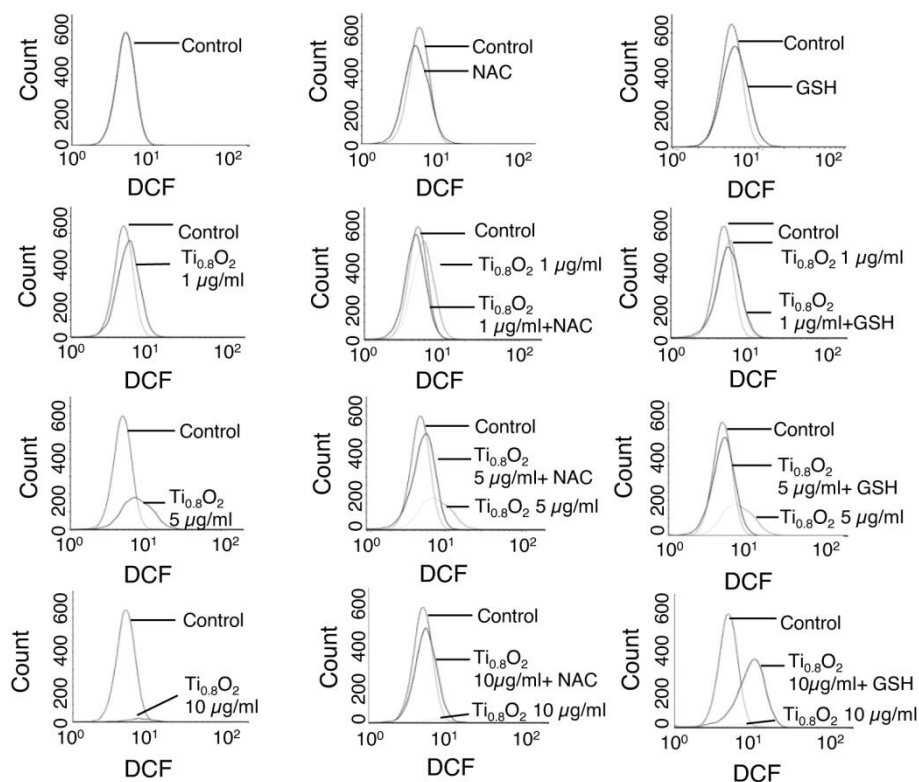 Count
600
400
200
0
Control
10⁰
10¹
10²
DCF
Count
600
400
200
0
Control
NAC
10⁰
10¹
10²
DCF
Count
600
400
200
0
Control
GSH
10⁰
10¹
10²
DCF
Count
600
400
200
0
Control
Ti₀.₈O₂
1 µg/ml
10⁰
10¹
10²
DCF
Count
600
400
200
0
Control
Ti₀.₈O₂ 1 µg/ml
Ti₀.₈O₂
1 µg/ml+NAC
10⁰
10¹
10²
DCF
Count
600
400
200
0
Control
Ti₀.₈O₂ 1 µg/ml
Ti₀.₈O₂
1 µg/ml+GSH
10⁰
10¹
10²
DCF
Count
600
400
200
0
Control
Ti₀.₈O₂
5 µg/ml
10⁰
10¹
10²
DCF
Count
600
400
200
0
Control
Ti₀.₈O₂
5 µg/ml+ NAC
Ti₀.₈O₂ 5 µg/ml
10⁰
10¹
10²
DCF
Count
600
400
200
0
Control
Ti₀.₈O₂
5 µg/ml+ GSH
Ti₀.₈O₂ 5 µg/ml
10⁰
10¹
10²
DCF
Count
600
400
200
0
Control
Ti₀.₈O₂
10 µg/ml
10⁰
10¹
10²
DCF
Count
600
400
200
0
Control
Ti₀.₈O₂
10µg/ml+ NAC
Ti₀.₈O₂ 10 µg/ml
10⁰
10¹
10²
DCF
Count
600
400
200
0
Control
Ti₀.₈O₂
10µg/ml+ GSH
Ti₀.₈O₂ 10 µg/ml
10⁰
10¹
10²
DCF